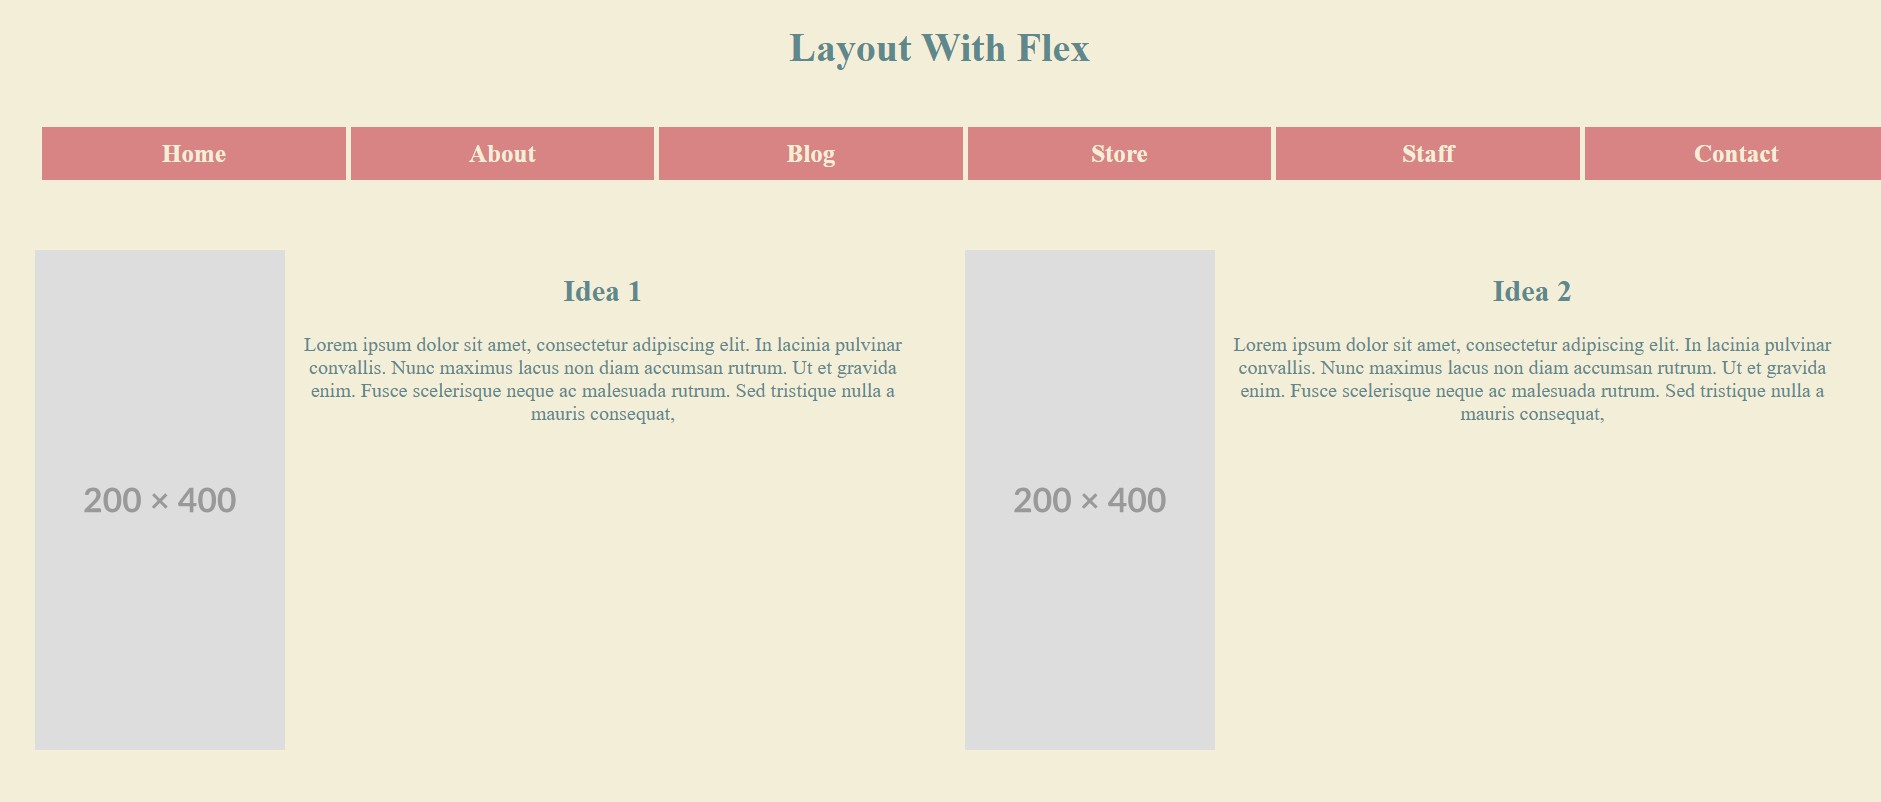 Layout With Flex
Home About Blog Store Staff Contact
200 × 400
Idea 1
Lorem ipsum dolor sit amet, consectetur adipiscing elit. In lacinia pulvinar
convallis. Nunc maximus lacus non diam accumsan rutrum. Ut et gravida
enim. Fusce scelerisque neque ac malesuada rutrum. Sed tristique nulla a
mauris consequat,
200 × 400
Idea 2
Lorem ipsum dolor sit amet, consectetur adipiscing elit. In lacinia pulvinar
convallis. Nunc maximus lacus non diam accumsan rutrum. Ut et gravida
enim. Fusce scelerisque neque ac malesuada rutrum. Sed tristique nulla a
mauris consequat,